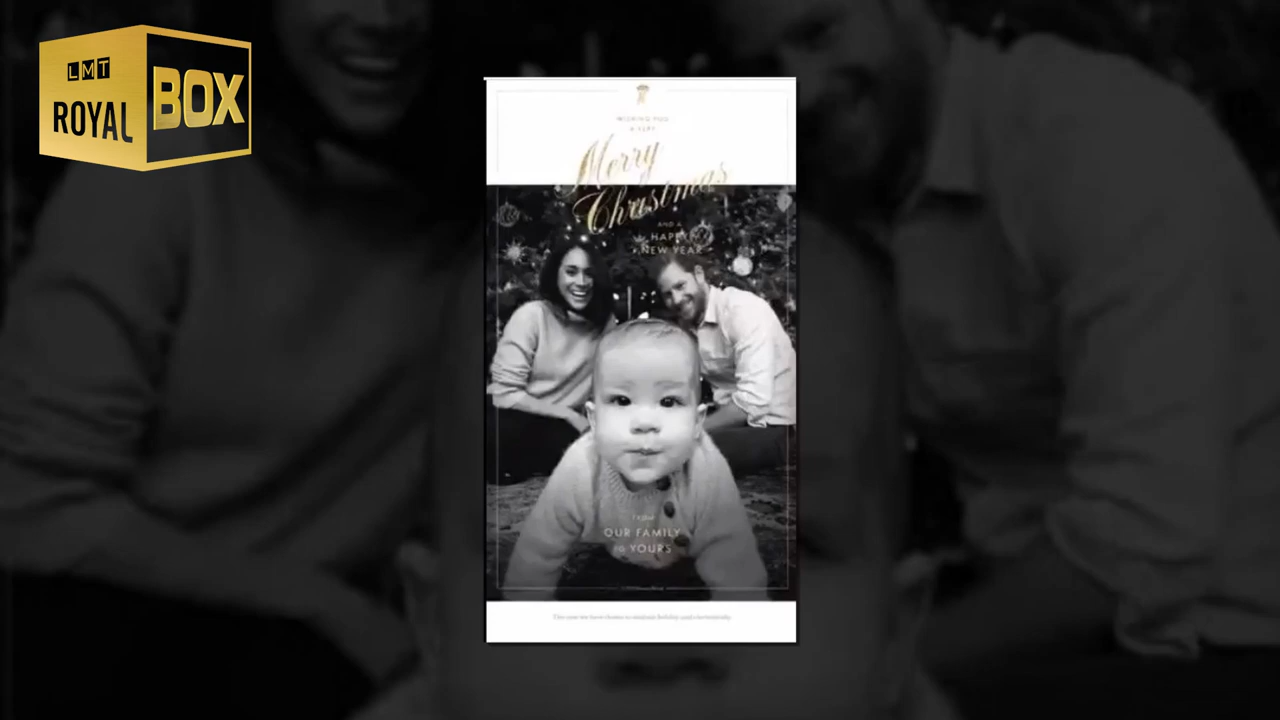 LMT
ROYAL
BOX
WISHING YOU
A VERY
Merry
Christmas
AND A
HAPPY
NEW YEAR
FROM
OUR FAMILY
TO YOURS